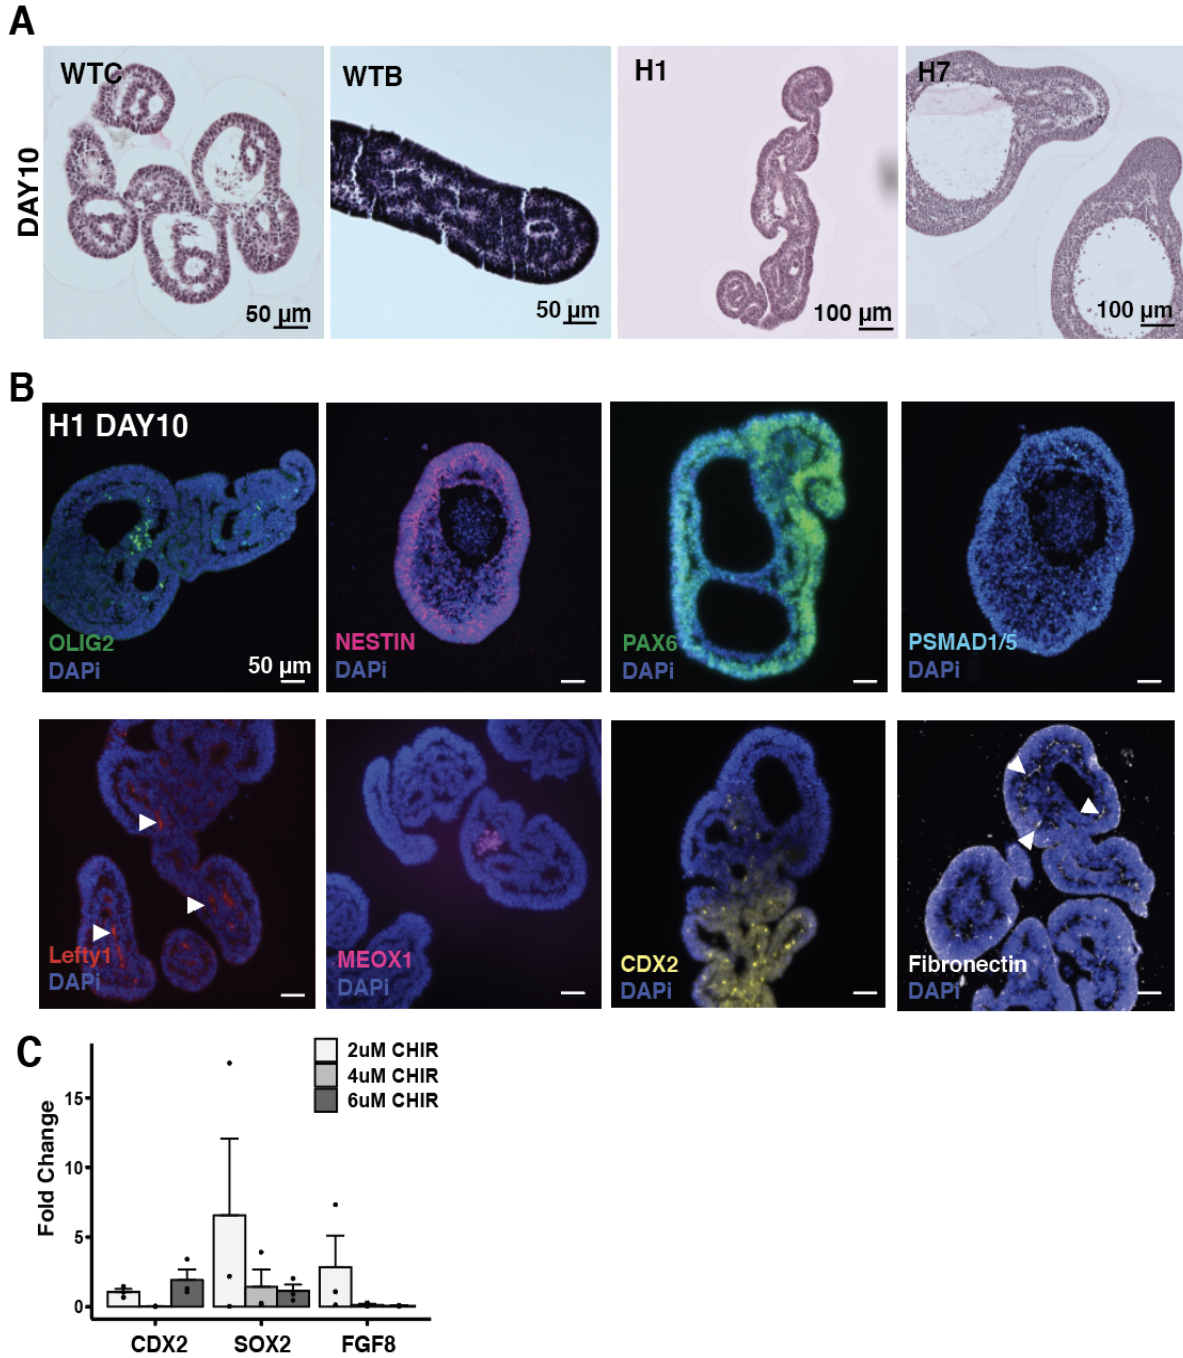 A
DAY10
WTC
WTB
H1
H7
50 µm
50 µm
100 µm
100 µm
B
H1 DAY10
OLIG2
DAPi
50 µm
NESTIN
DAPi
PAX6
DAPi
PSMAD1/5
DAPi
Lefty1
DAPi
MEOX1
DAPi
CDX2
DAPi
Fibronectin
DAPi
C
2uM CHIR
4uM CHIR
6uM CHIR
Fold Change
15
10
5
0
CDX2
SOX2
FGF8